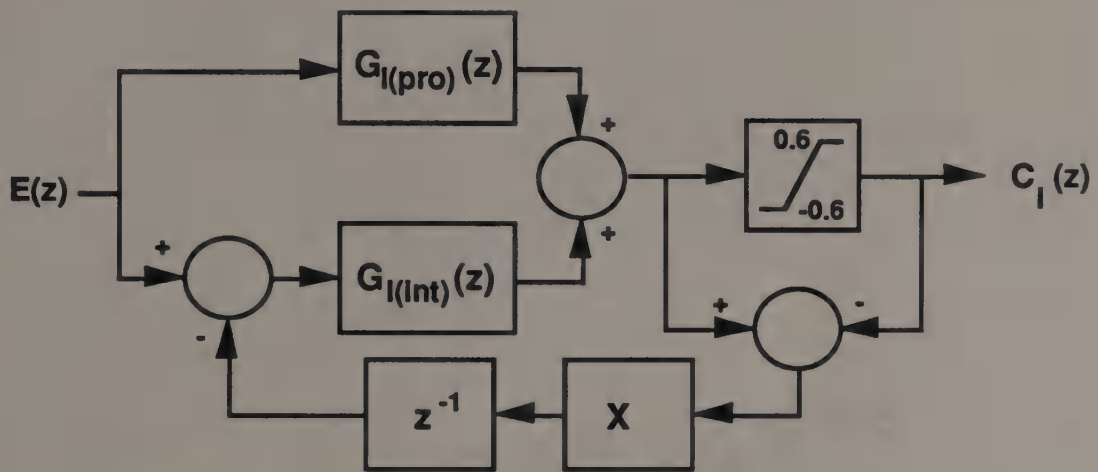 G_I(pro)(z)
+
0.6
-0.6
E(z)
C_I(z)
+
+
G_I(int)(z)
+
-
-
z^-1
X